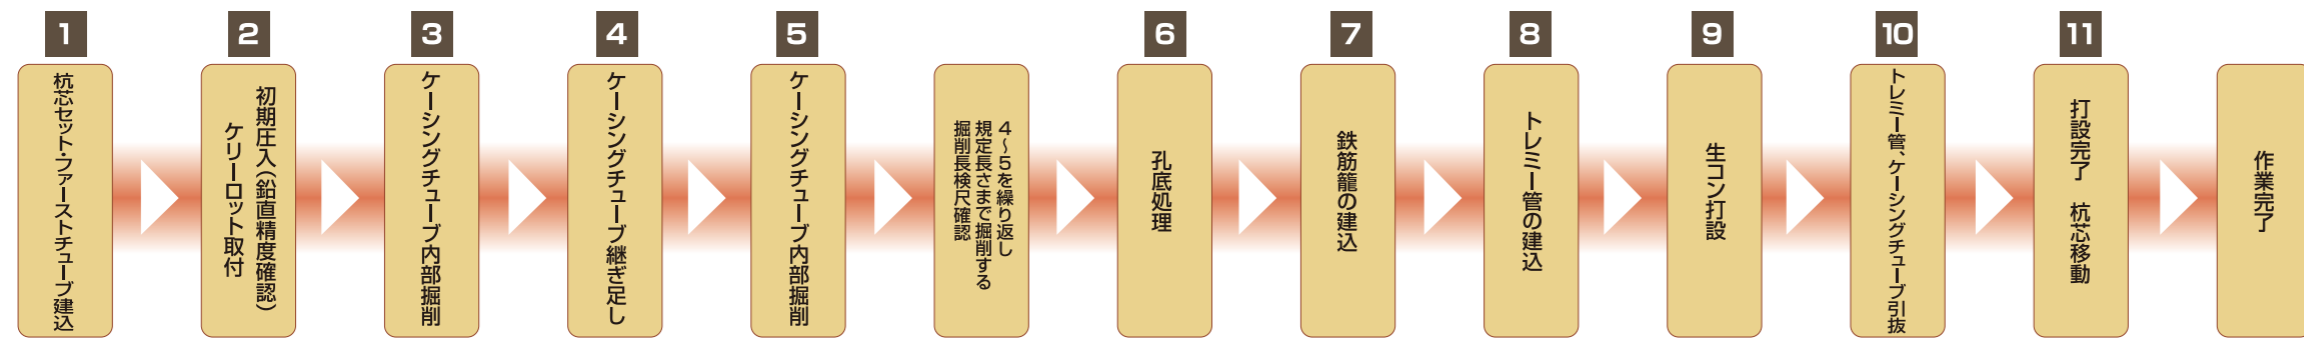 1
杭芯セット・ファーストチューブ建込
2
初期圧入(鉛直精度確認)
ケリーロット取付
3
ケーシングチューブ内部掘削
4
ケーシングチューブ継ぎ足し
5
ケーシングチューブ内部掘削
4～5を繰り返し
規定長さまで掘削する
掘削長検尺確認
6
孔底処理
7
鉄筋籠の建込
8
トレミー管の建込
9
生コン打設
10
トレミー管、ケーシングチューブ引抜
11
打設完了 杭芯移動
作業完了